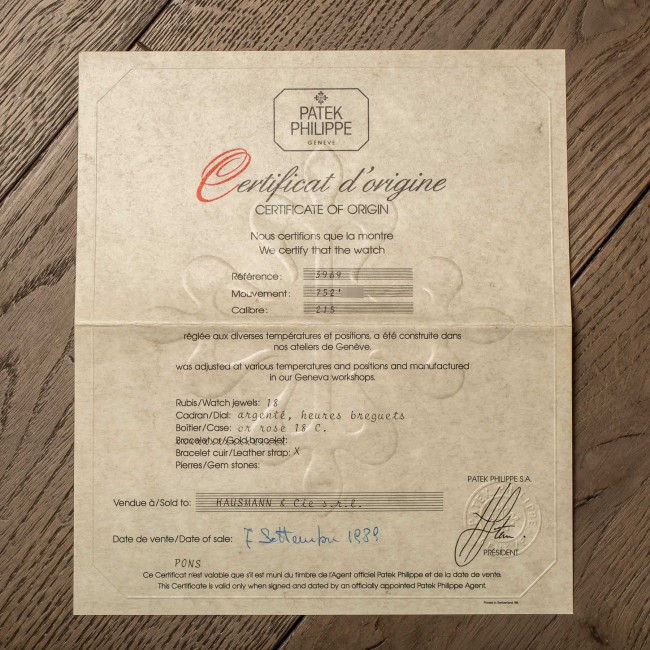 PATEK
PHILIPPE
GENEVE
Certificat d'origine
CERTIFICATE OF ORIGIN
Nous certifions que la montre
We certify that the watch
Référence: 3969
Mouvement: 752'
Calibre: 215
réglée aux diverses températures et positions, a été construite dans
nos ateliers de Genève.
was adjusted at various temperatures and positions and manufactured
in our Geneva workshops.
Rubis/Watch jewels: 18
Cadran/Dial: argenté, heures breguets
Boîtier/Case: or rose 18 C.
Bracelet or/Gold bracelet:
Bracelet cuir/Leather strap: X
Pierres/Gem stones:
Vendue à/Sold to: HAUSMANN & Cie s.r.l.
Date de vente/Date of sale: 7 Settembre 1989
PATEK PHILIPPE S.A.
PRÉSIDENT
PONS
Ce Certificat n'est valable que s'il est muni du timbre de l'Agent officiel Patek Philippe et de la date de vente.
This Certificate is valid only when signed and dated by an officially appointed Patek Philippe Agent.